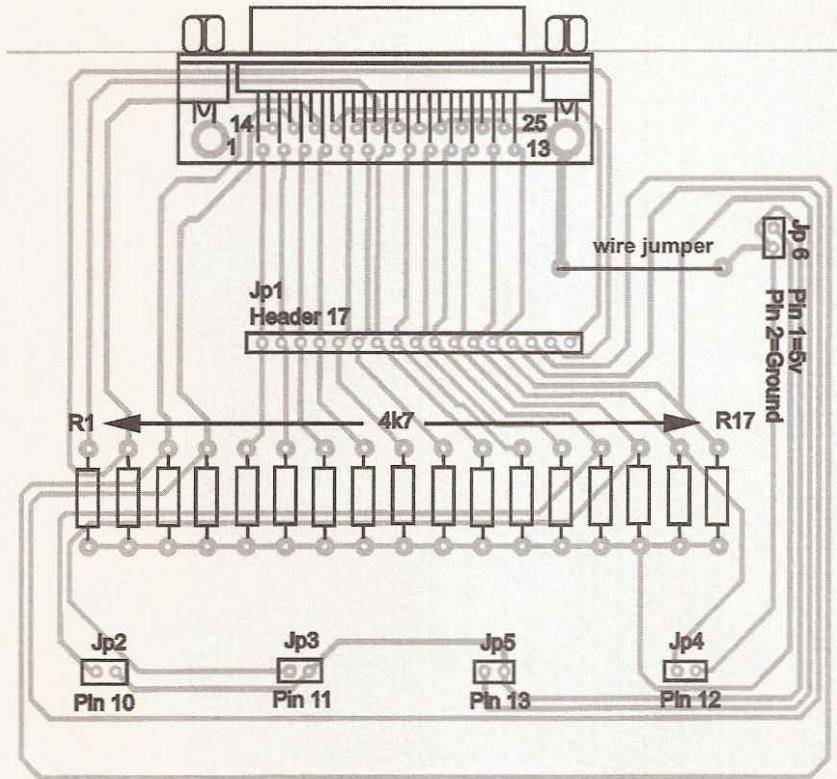 14 25
1 13
wire jumper
Jp 6
Pin 1=5v
Pin 2=Ground
Jp1
Header 17
R1 4k7 R17
Jp2 Jp3 Jp5 Jp4
Pin 10 Pin 11 Pin 13 Pin 12